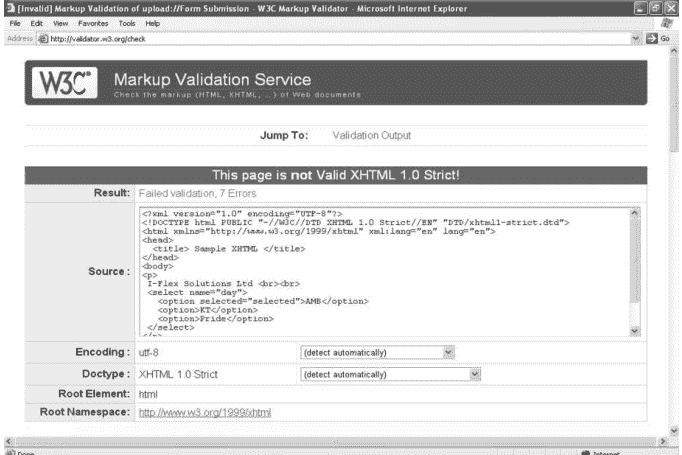 [Invalid] Markup Validation of upload://Form Submission - W3C Markup Validator - Microsoft Internet Explorer
File Edit View Favorites Tools Help
Address http://validator.w3.org/check Go
W3C Markup Validation Service
Check the markup (HTML, XHTML, ...) of Web documents
Jump To: Validation Output
This page is not Valid XHTML 1.0 Strict!
Result: Failed validation, 7 Errors
Source :
<?xml version="1.0" encoding="UTF-8"?>
<!DOCTYPE html PUBLIC "-//W3C//DTD XHTML 1.0 Strict//EN" "DTD/xhtml1-strict.dtd">
<html xmlns="http://www.w3.org/1999/xhtml" xml:lang="en" lang="en">
<head>
<title> Sample XHTML </title>
</head>
<body>
<p>
I-Flex Solutions Ltd <br><br>
<select name="day">
<option selected="selected">AMB</option>
<option>KT</option>
<option>Pride</option>
</select>
Encoding : utf-8 (detect automatically)
Doctype : XHTML 1.0 Strict (detect automatically)
Root Element: html
Root Namespace: http://www.w3.org/1999/xhtml
Done Internet